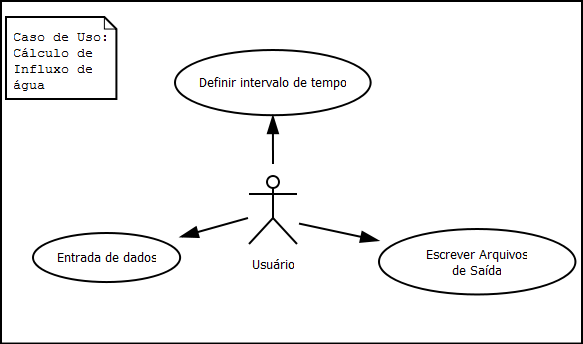 Caso de Uso:
Cálculo de
Influxo de
água
Definir intervalo de tempo
Entrada de dados
Usuário
Escrever Arquivos
de Saída